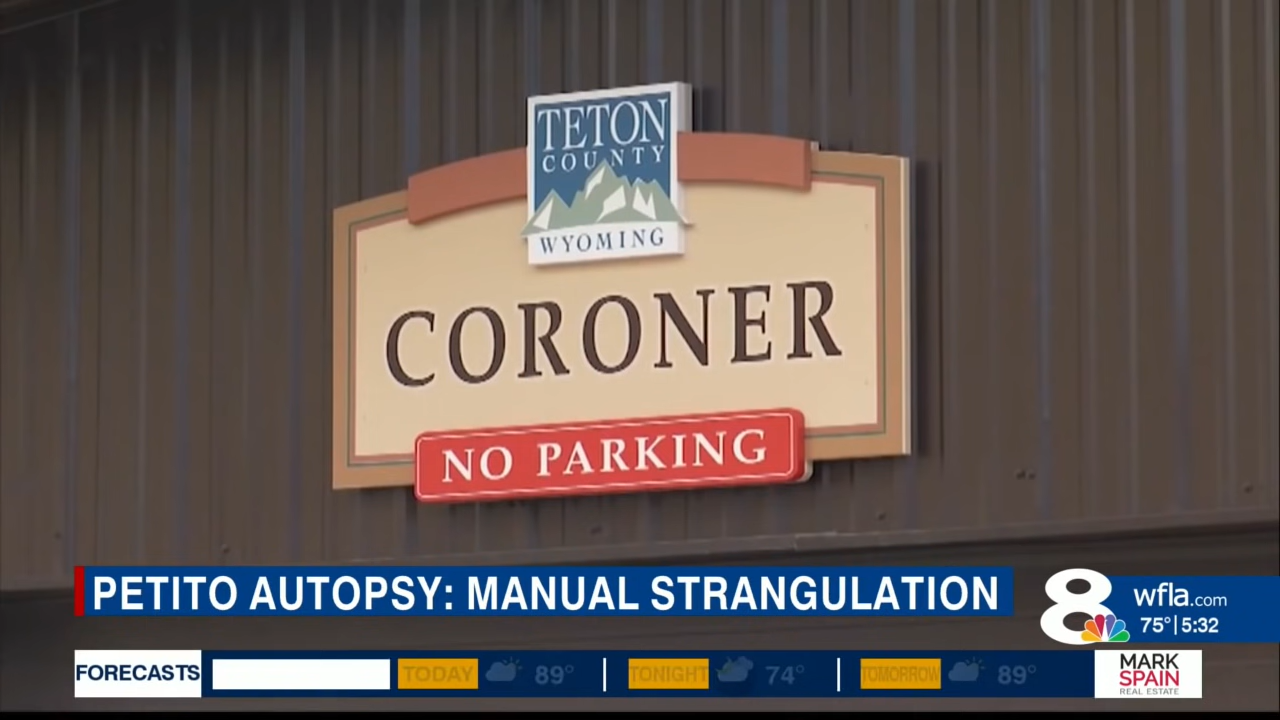 TETON
COUNTY
WYOMING
CORONER
NO PARKING
PETITO AUTOPSY: MANUAL STRANGULATION
8
wfla.com
75° | 5:32
FORECASTS
TODAY 89° | TONIGHT 74° | TOMORROW 89°
MARK
SPAIN
REAL ESTATE